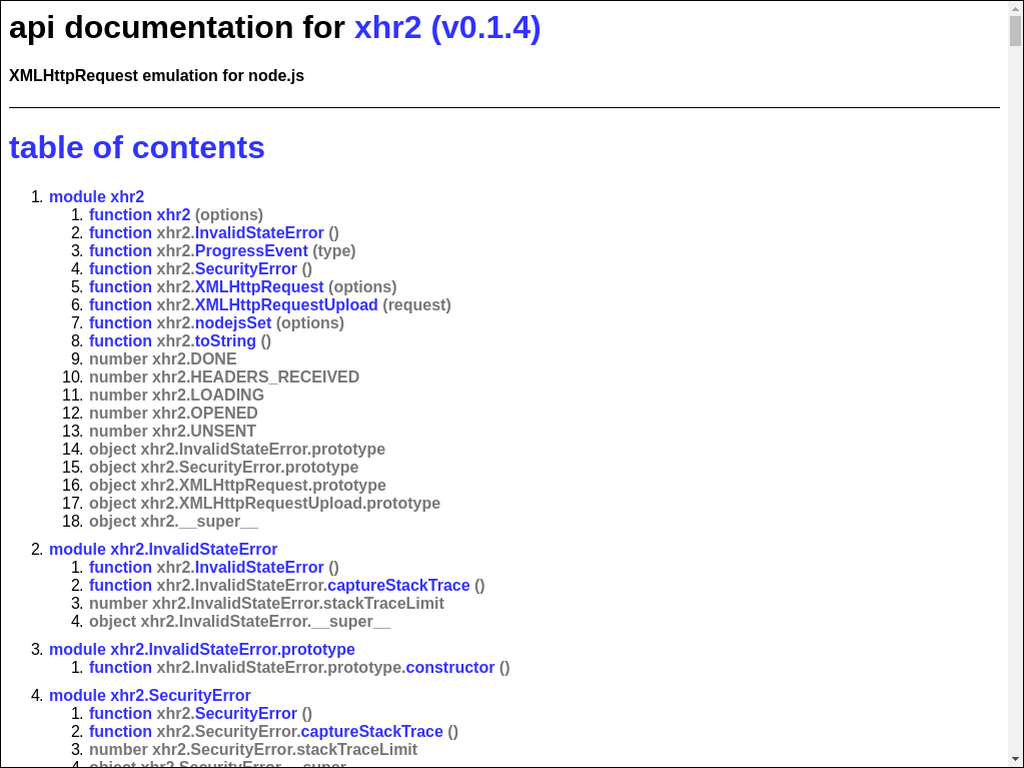 api documentation for xhr2 (v0.1.4)
XMLHttpRequest emulation for node.js
table of contents
1. module xhr2
1. function xhr2 (options)
2. function xhr2.InvalidStateError ()
3. function xhr2.ProgressEvent (type)
4. function xhr2.SecurityError ()
5. function xhr2.XMLHttpRequest (options)
6. function xhr2.XMLHttpRequestUpload (request)
7. function xhr2.nodejsSet (options)
8. function xhr2.toString ()
9. number xhr2.DONE
10. number xhr2.HEADERS_RECEIVED
11. number xhr2.LOADING
12. number xhr2.OPENED
13. number xhr2.UNSENT
14. object xhr2.InvalidStateError.prototype
15. object xhr2.SecurityError.prototype
16. object xhr2.XMLHttpRequest.prototype
17. object xhr2.XMLHttpRequestUpload.prototype
18. object xhr2.__super__
2. module xhr2.InvalidStateError
1. function xhr2.InvalidStateError ()
2. function xhr2.InvalidStateError.captureStackTrace ()
3. number xhr2.InvalidStateError.stackTraceLimit
4. object xhr2.InvalidStateError.__super__
3. module xhr2.InvalidStateError.prototype
1. function xhr2.InvalidStateError.prototype.constructor ()
4. module xhr2.SecurityError
1. function xhr2.SecurityError ()
2. function xhr2.SecurityError.captureStackTrace ()
3. number xhr2.SecurityError.stackTraceLimit
4. object xhr2.SecurityError.__super__